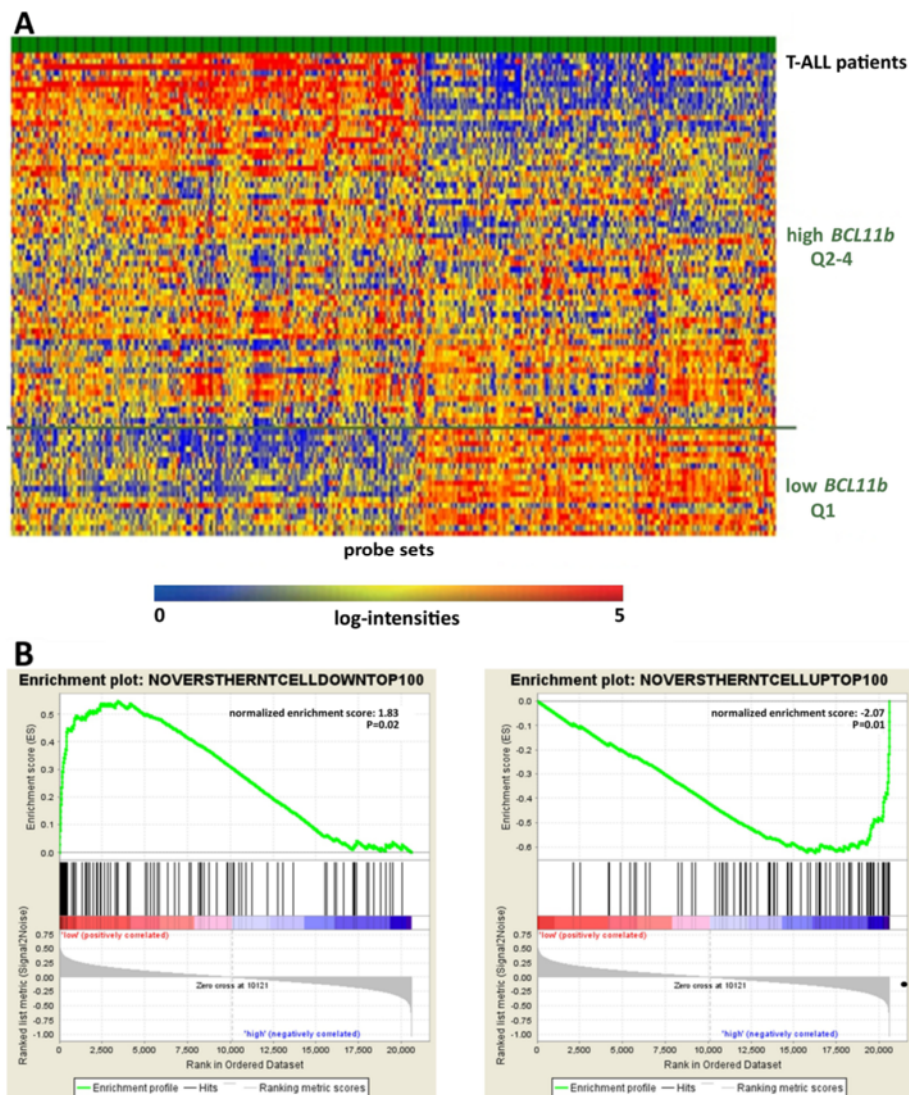 A
T-ALL patients
high BCL11b
Q2-4
low BCL11b
Q1
probe sets
0
5
log-intensities
B
Enrichment plot: NOVERSTHERNTCELLDOWNTOP100
normalized enrichment score: 1.83
P=0.02
Enrichment score (ES)
0.5
0.4
0.3
0.2
0.1
0.0
'low' (positively correlated)
Ranked list metric (Signal2Noise)
0.75
0.50
0.25
0.00
-0.25
-0.50
-0.75
-1.00
Zero cross at 10121
'high' (negatively correlated)
0 2,500 5,000 7,500 10,000 12,500 15,000 17,500 20,000
Rank in Ordered Dataset
Enrichment profile Hits Ranking metric scores
Enrichment plot: NOVERSTHERNTCELLUPTOP100
normalized enrichment score: -2.07
P=0.01
Enrichment score (ES)
0.0
-0.1
-0.2
-0.3
-0.4
-0.5
-0.6
'low' (positively correlated)
Ranked list metric (Signal2Noise)
0.75
0.50
0.25
0.00
-0.25
-0.50
-0.75
-1.00
Zero cross at 10121
'high' (negatively correlated)
0 2,500 5,000 7,500 10,000 12,500 15,000 17,500 20,000
Rank in Ordered Dataset
Enrichment profile Hits Ranking metric scores